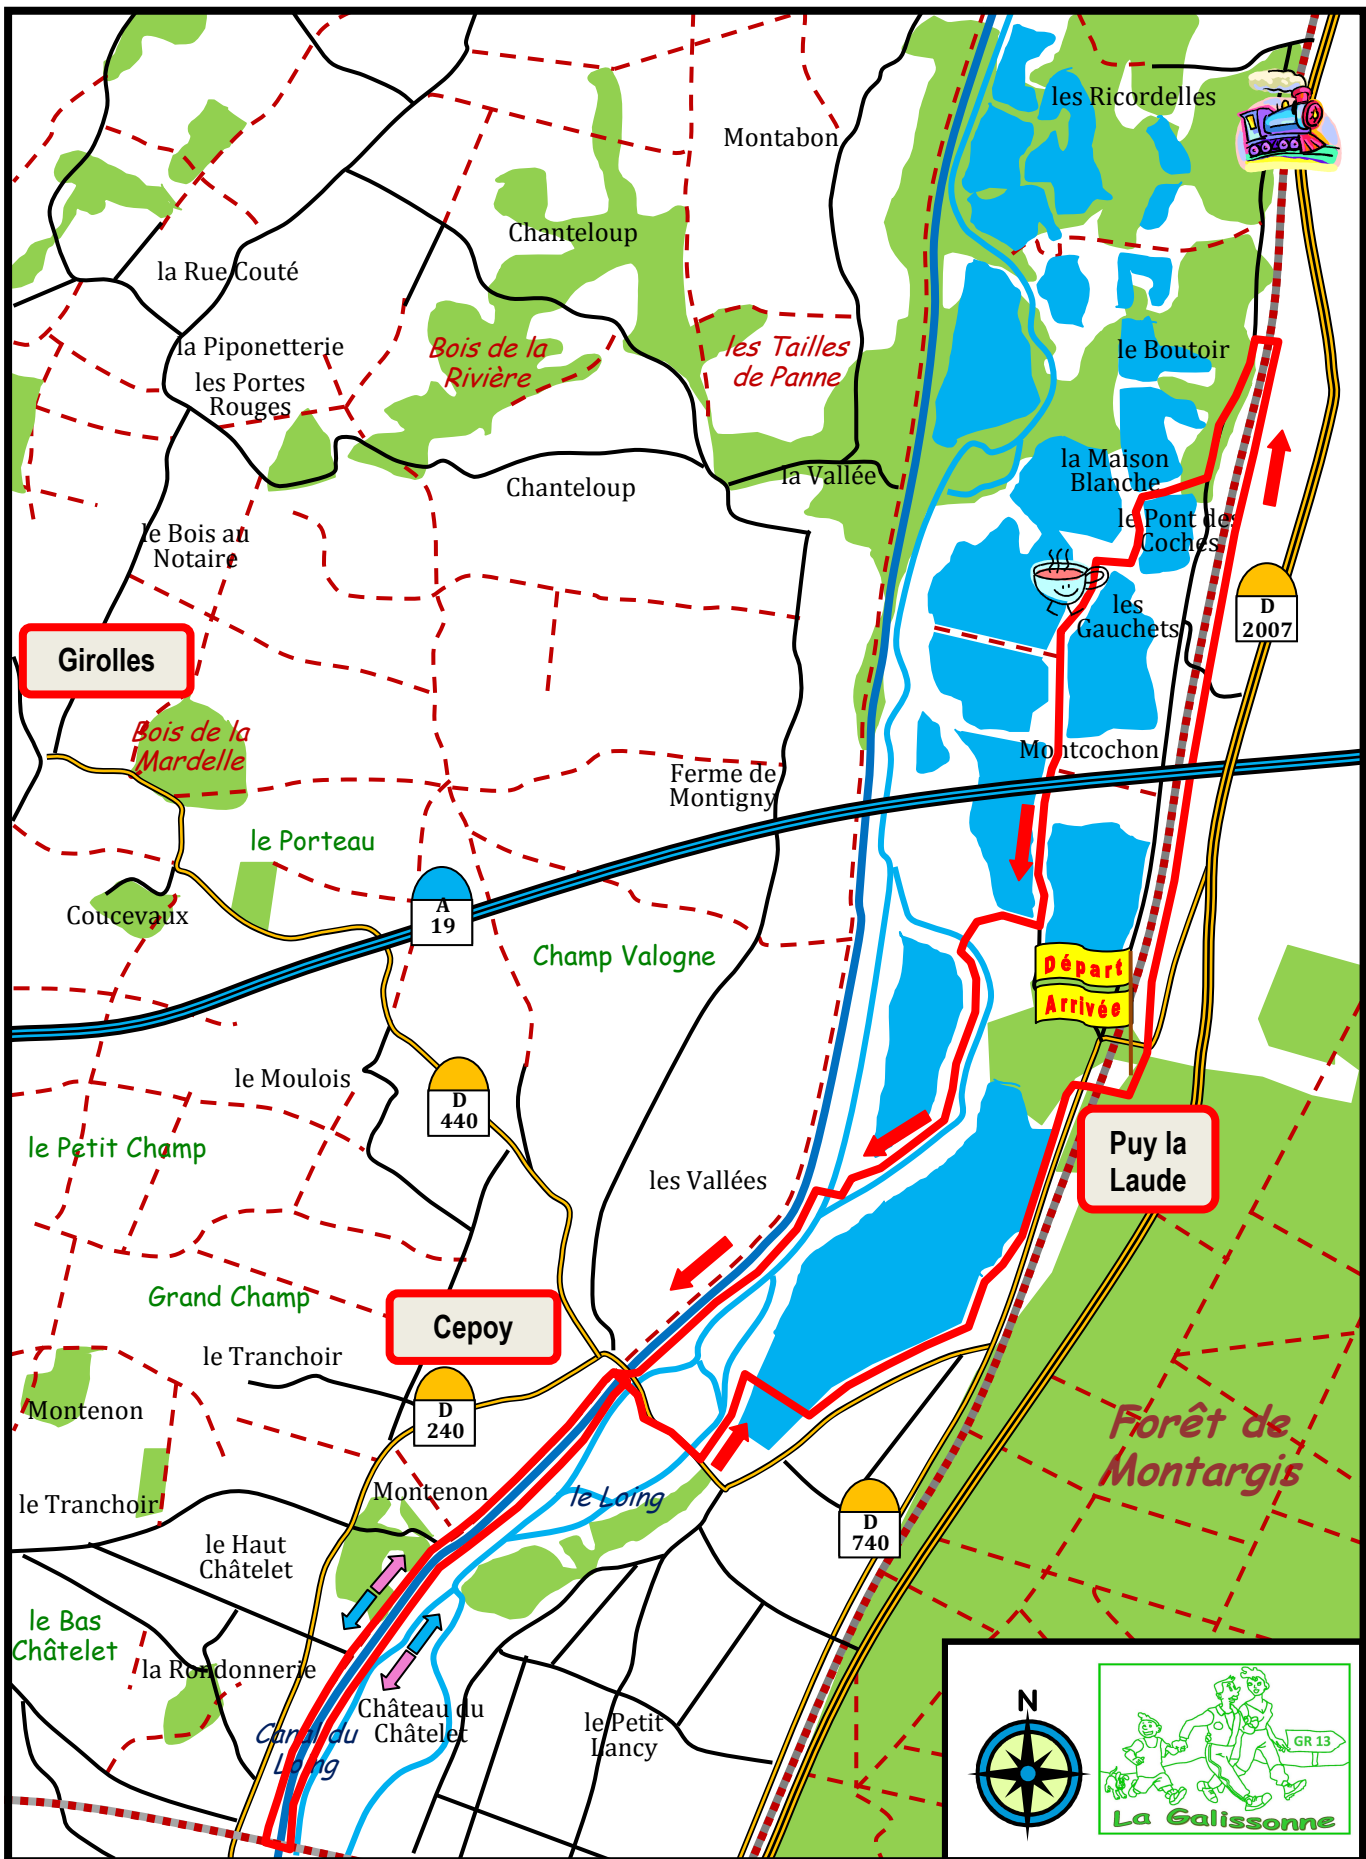 les Ricordelles
Montabon
Chanteloup
la Rue Couté
la Piponetterie
les Portes
Rouges
Bois de la
Rivière
les Tailles
de Panne
le Boutoir
la Maison
Blanche
la Vallée
Chanteloup
le Pont des
Coches
le Bois au
Notaire
les
Gauchets
D
2007
Girolles
Bois de la
Mardelle
Montcochon
Ferme de
Montigny
le Porteau
A
19
Coucevaux
Champ Valogne
Départ
Arrivée
le Moulois
D
440
le Petit Champ
Puy la
Laude
les Vallées
Grand Champ
Cepoy
le Tranchoir
D
240
Montenon
Forêt de
Montargis
Montenon
le Loing
le Tranchoir
D
740
le Haut
Châtelet
le Bas
Châtelet
la Rondonnerie
Château du
Châtelet
Canal du
Loing
le Petit
Lancy
N
GR 13
La Galissonne